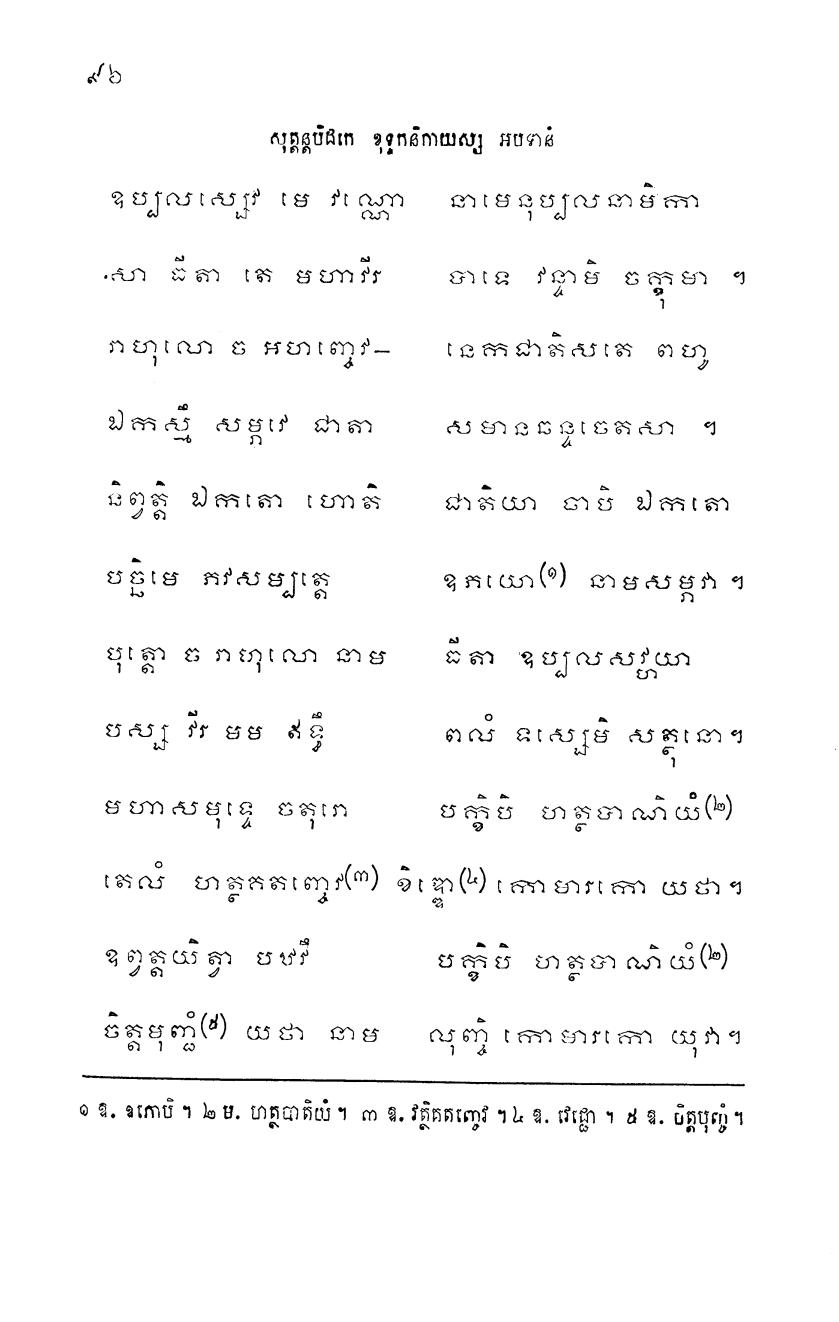 ៩៦
សុត្តន្តបិដកេ ខុទ្ទកនិកាយស្ស អបទានំ
ឧប្បលស្សេវ មេ វណ្ណោ នាមេនុប្បលនាមិកា
សា ធីតា តេ មហាវីរ បាទេ វន្ទាមិ ចក្ខុមា ។
រាហុលោ ច អហញ្ចេវ– នេកជាតិសតេ ពហូ
ឯកស្មឹ សម្ភវេ ជាតា សមានឆន្ទចេតសា ។
និព្វត្តិ ឯកតោ ហោតិ ជាតិយា ចាបិ ឯកតោ
បច្ឆិមេ ភវសម្បត្តេ ឧភយោ(១) នាមសម្ភវា ។
បុត្តោ ច រាហុលោ នាម ធីតា ឧប្បលសវ្ហយា
បស្ស វីរ មម ឥទ្ធឹ ពលំ ទស្សេមិ សត្ថុនោ។
មហាសមុទ្ទេ ចតុរោ បក្ខិបិ ហត្ថបាណិយំ(២)
តេលំ ហត្ថគតញ្ចេវ(៣) ខិឌ្ឌោ(៤) កោមារកោ យថា។
ឧព្វត្តយិត្វា បឋវឹ បក្ខិបិ ហត្ថបាណិយំ(២)
ចិត្តមុញ្ជំ(៥) យថា នាម លុញ្ចិ កោមារកោ យុវា។
១ ឧ. ឧភោបិ ។ ២ ម. ហត្ថបាតិយំ ។ ៣ ឧ. វត្ថិគតញ្ចេវ ។ ៤ ឧ. វេជ្ជោ ។ ៥ ឧ. ចិត្តបុញ្ចំ ។